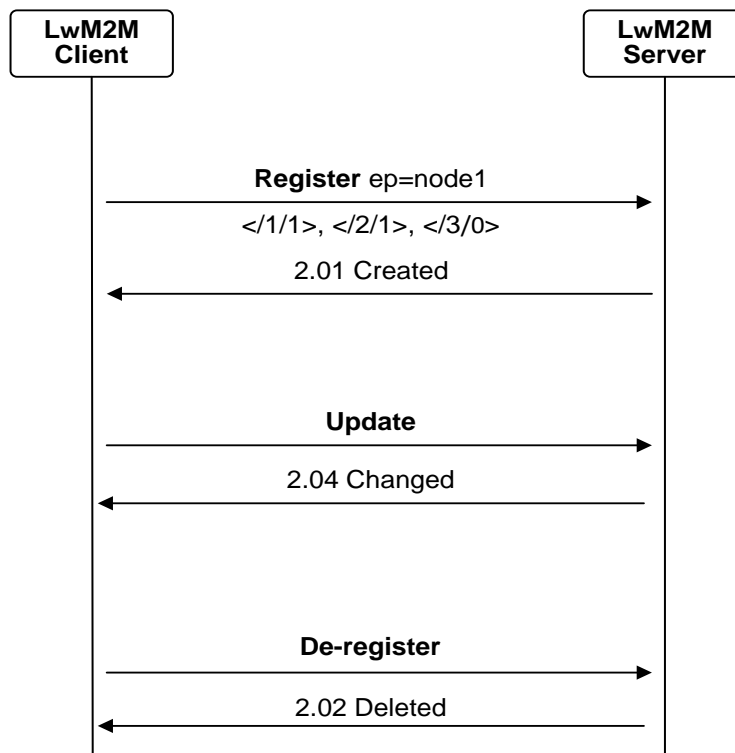 LwM2M
Client
LwM2M
Server
Register ep=node1
</1/1>, </2/1>, </3/0>
2.01 Created
Update
2.04 Changed
De-register
2.02 Deleted